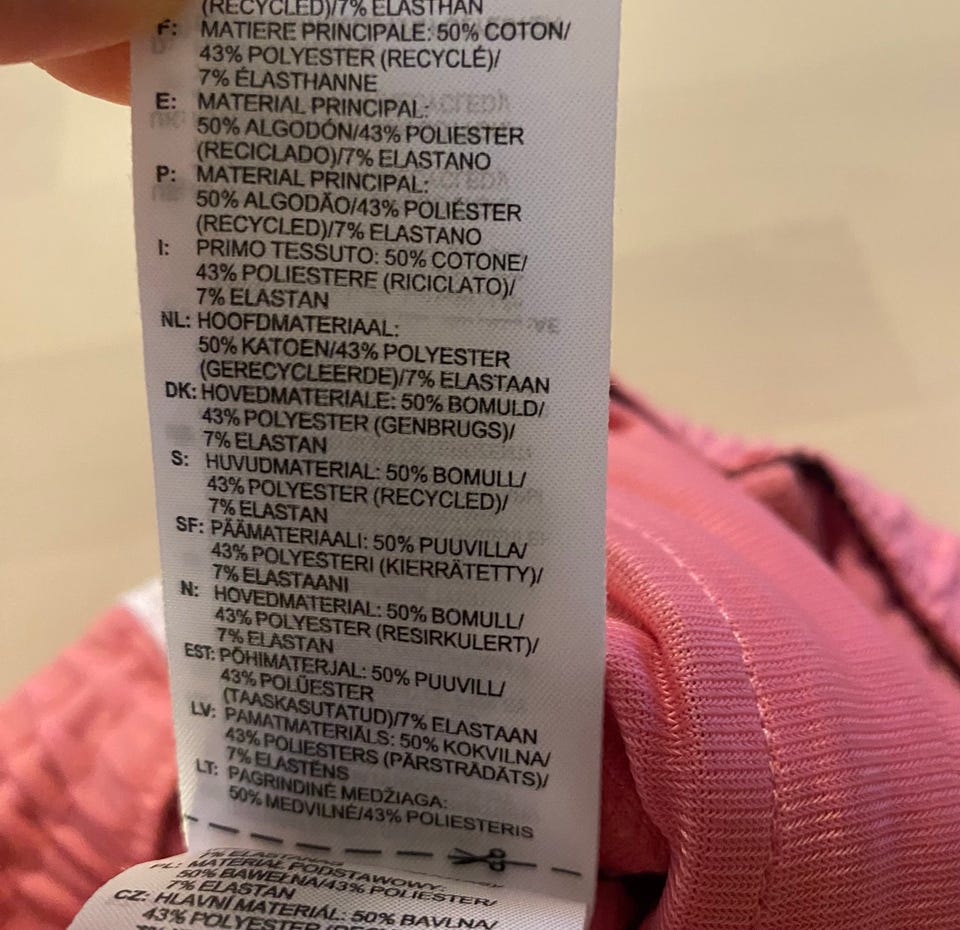 (RECYCLED)/7% ELASTHAN
F: MATIERE PRINCIPALE: 50% COTON/
43% POLYESTER (RECYCLÉ)/
7% ÉLASTHANNE
E: MATERIAL PRINCIPAL:
50% ALGODÓN/43% POLIESTER
(RECICLADO)/7% ELASTANO
P: MATERIAL PRINCIPAL:
50% ALGODÃO/43% POLIÉSTER
(RECYCLED)/7% ELASTANO
I: PRIMO TESSUTO: 50% COTONE/
43% POLIESTERE (RICICLATO)/
7% ELASTAN
NL: HOOFDMATERIAAL:
50% KATOEN/43% POLYESTER
(GERECYCLEERDE)/7% ELASTAAN
DK: HOVEDMATERIALE: 50% BOMULD/
43% POLYESTER (GENBRUGS)/
7% ELASTAN
S: HUVUDMATERIAL: 50% BOMULL/
43% POLYESTER (RECYCLED)/
7% ELASTAN
SF: PÄÄMATERIAALI: 50% PUUVILLA/
43% POLYESTERI (KIERRÄTETTY)/
7% ELASTAANI
N: HOVEDMATERIAL: 50% BOMULL/
43% POLYESTER (RESIRKULERT)/
7% ELASTAN
EST: PÕHIMATERJAL: 50% PUUVILL/
43% POLÜESTER
(TAASKASUTATUD)/7% ELASTAAN
LV: PAMATMATERIĀLS: 50% KOKVILNA/
43% POLIESTERS (PĀRSTRĀDĀTS)/
7% ELASTĒNS
LT: PAGRINDINĖ MEDŽIAGA:
50% MEDVILNĖ/43% POLIESTERIS
7% ELASTANAS
PL: MATERIAŁ PODSTAWOWY:
50% BAWEŁNA/43% POLIESTER/
7% ELASTAN
CZ: HLAVNÍ MATERIÁL: 50% BAVLNA/
43% POLYESTER